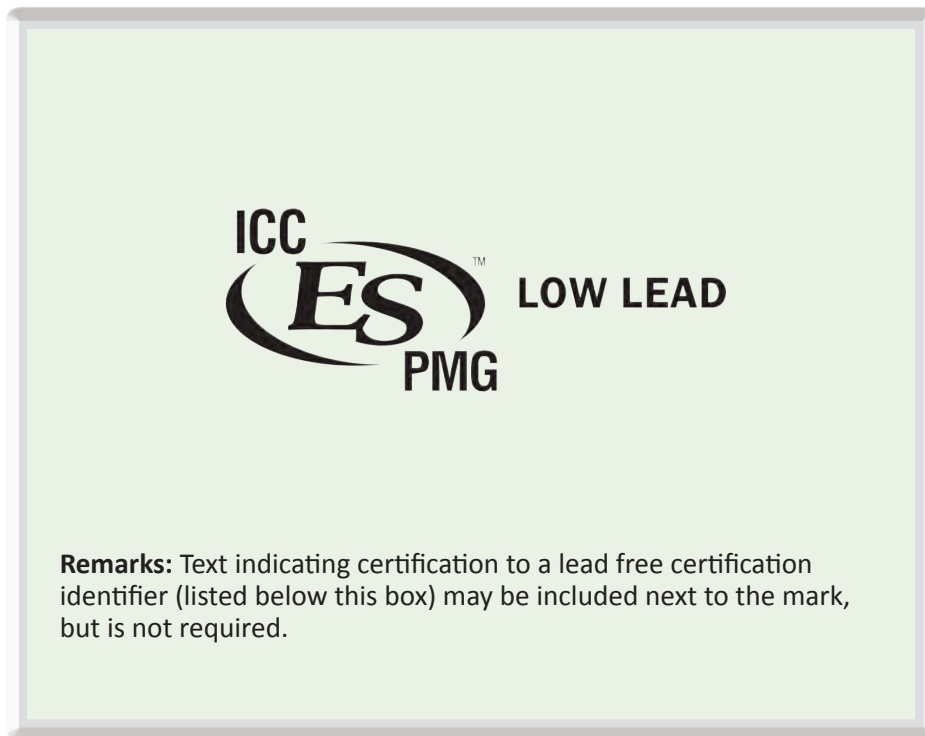 ICC
ES ™
PMG
LOW LEAD
Remarks: Text indicating certification to a lead free certification
identifier (listed below this box) may be included next to the mark,
but is not required.